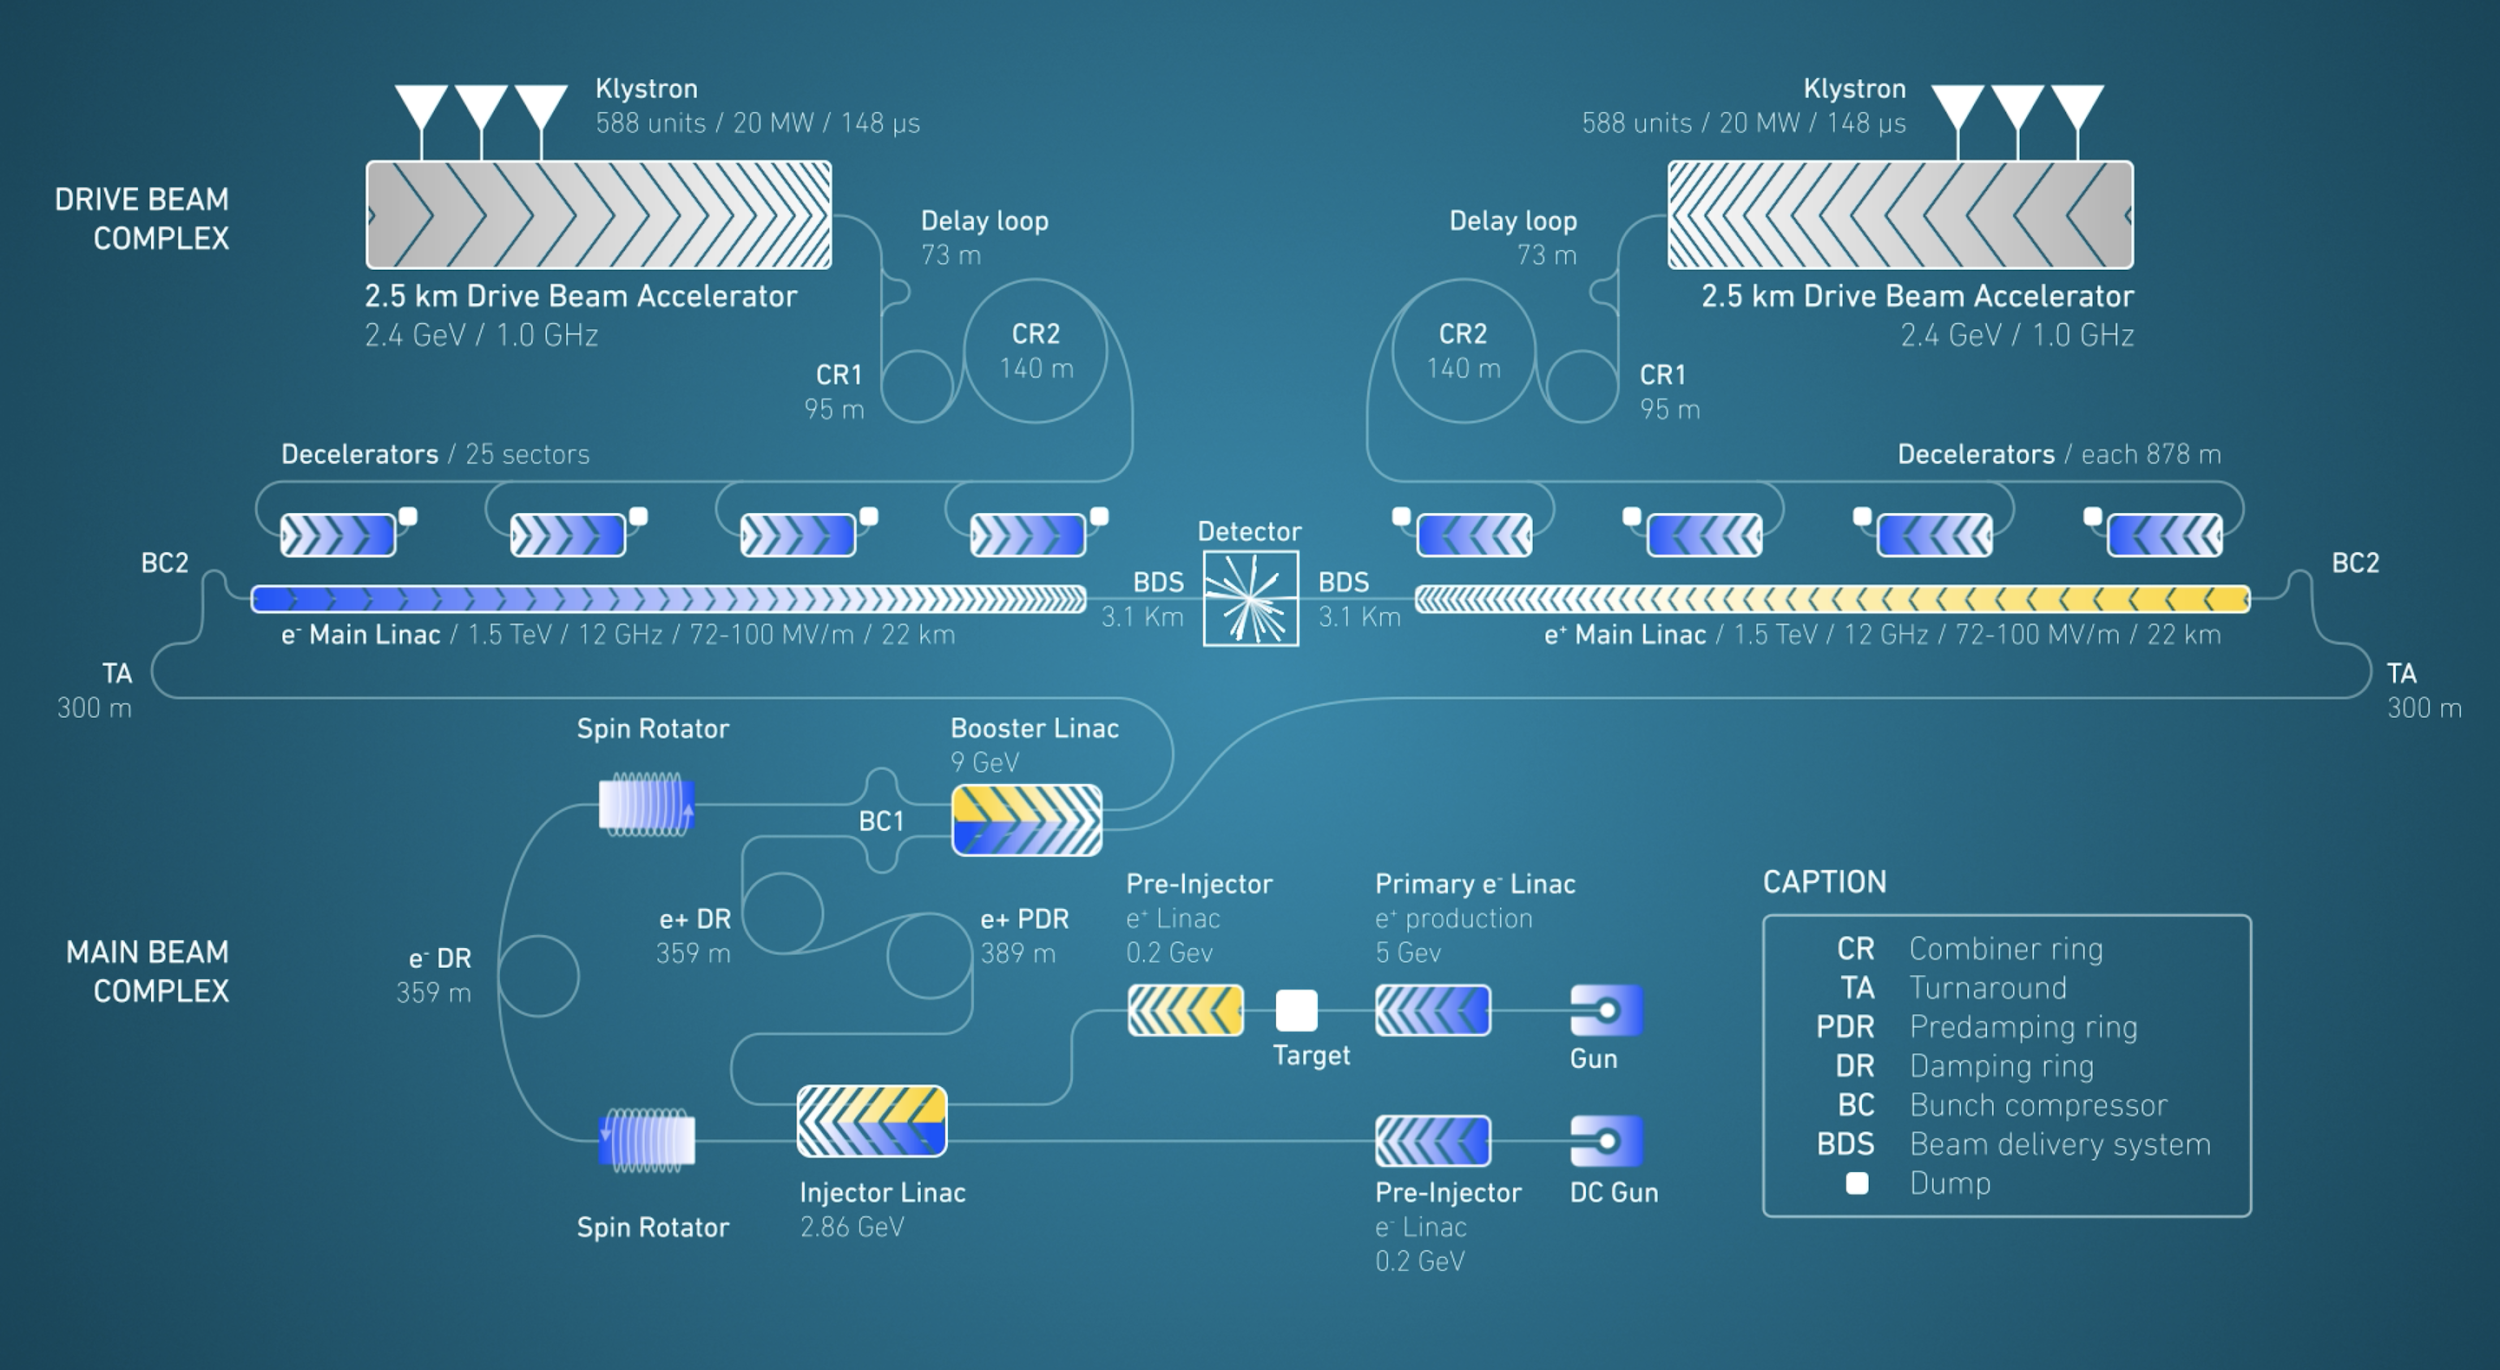 Klystron
588 units / 20 MW / 148 µs
Klystron
588 units / 20 MW / 148 µs
DRIVE BEAM
COMPLEX
Delay loop
73 m
Delay loop
73 m
2.5 km Drive Beam Accelerator
2.4 GeV / 1.0 GHz
2.5 km Drive Beam Accelerator
2.4 GeV / 1.0 GHz
CR2
140 m
CR2
140 m
CR1
95 m
CR1
95 m
Decelerators / 25 sectors
Decelerators / each 878 m
Detector
BC2
BC2
BDS
3.1 Km
BDS
3.1 Km
e⁻ Main Linac / 1.5 TeV / 12 GHz / 72-100 MV/m / 22 km
e⁺ Main Linac / 1.5 TeV / 12 GHz / 72-100 MV/m / 22 km
TA
300 m
TA
300 m
Spin Rotator
Booster Linac
9 GeV
BC1
MAIN BEAM
COMPLEX
e⁻ DR
359 m
e+ DR
359 m
e+ PDR
389 m
Pre-Injector
e⁺ Linac
0.2 Gev
Primary e⁻ Linac
e⁺ production
5 Gev
Target
Gun
Injector Linac
2.86 GeV
Spin Rotator
Pre-Injector
e⁻ Linac
0.2 GeV
DC Gun
CAPTION
CR Combiner ring
TA Turnaround
PDR Predamping ring
DR Damping ring
BC Bunch compressor
BDS Beam delivery system
Dump